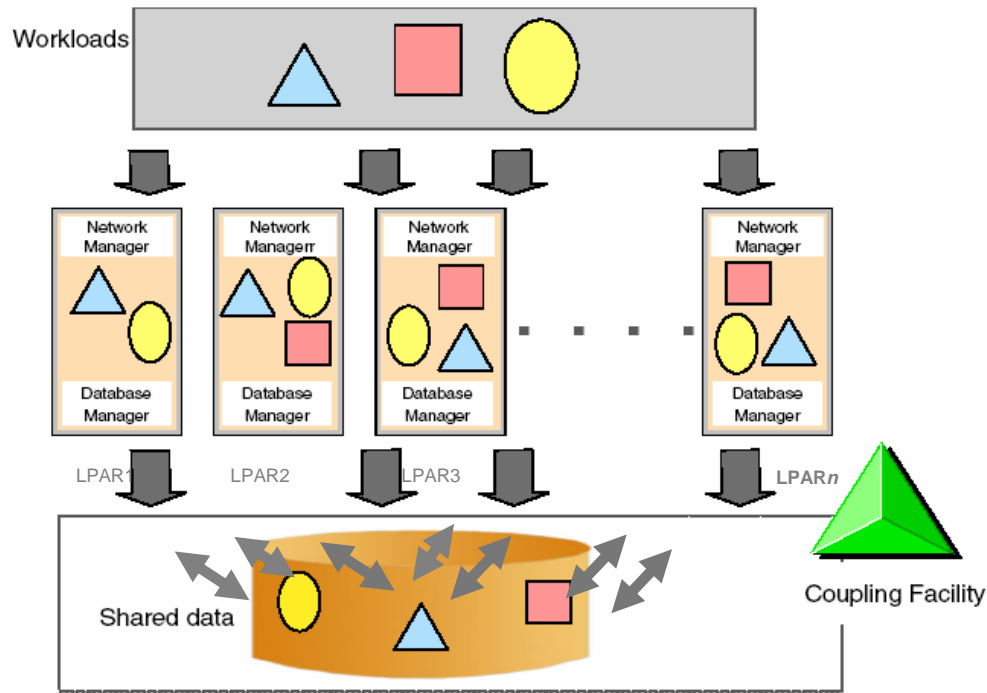 Workloads
Network
Manager
Network
Managerr
Network
Manager
Network
Manager
Database
Manager
Database
Manager
Database
Manager
Database
Manager
LPAR1
LPAR2
LPAR3
LPARn
Shared data
Coupling Facility